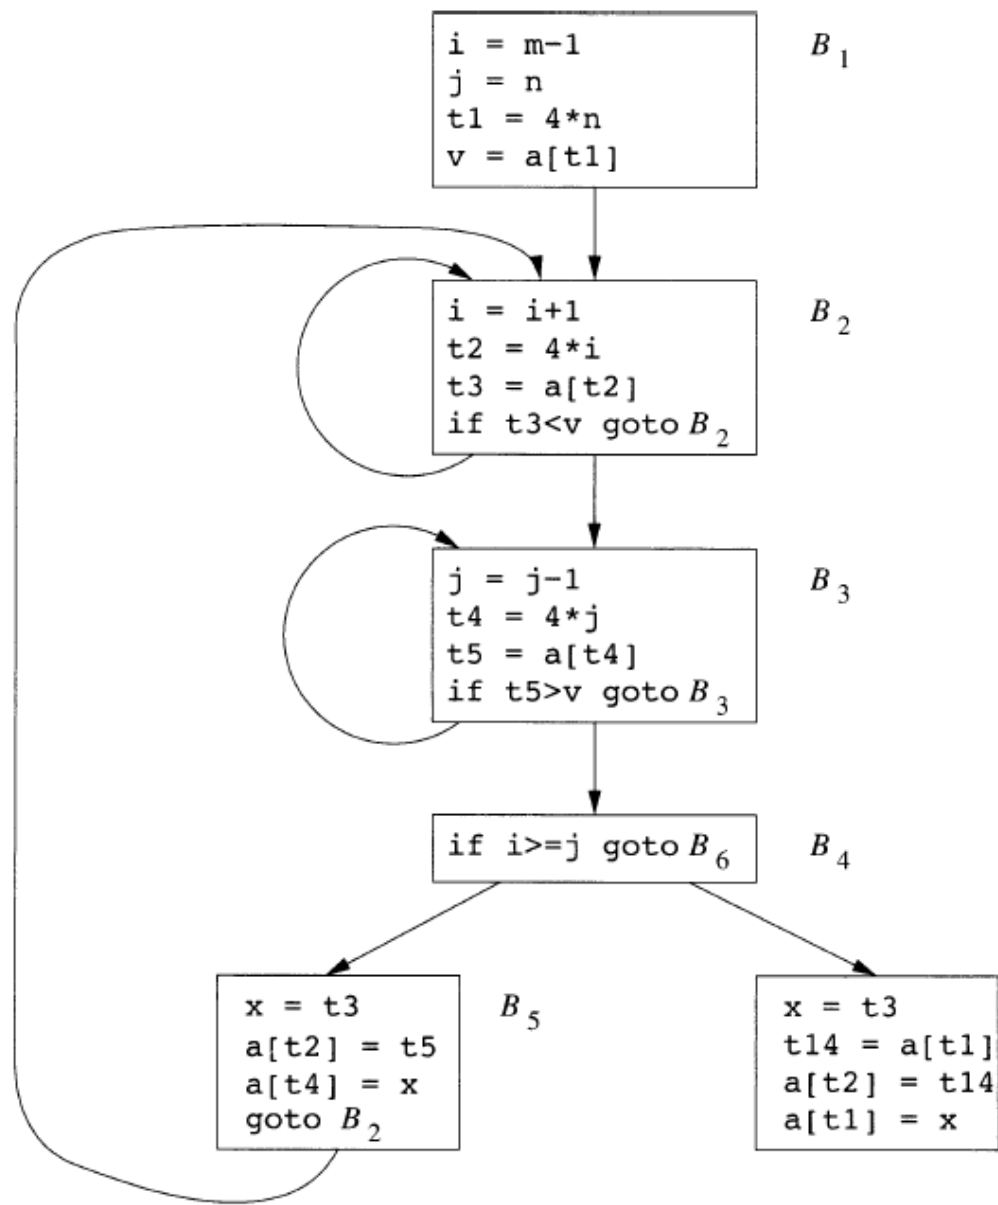 i = m-1
j = n
t1 = 4*n
v = a[t1]
B1
i = i+1
t2 = 4*i
t3 = a[t2]
if t3<v goto B2
B2
j = j-1
t4 = 4*j
t5 = a[t4]
if t5>v goto B3
B3
if i>=j goto B6
B4
x = t3
a[t2] = t5
a[t4] = x
goto B2
B5
x = t3
t14 = a[t1]
a[t2] = t14
a[t1] = x